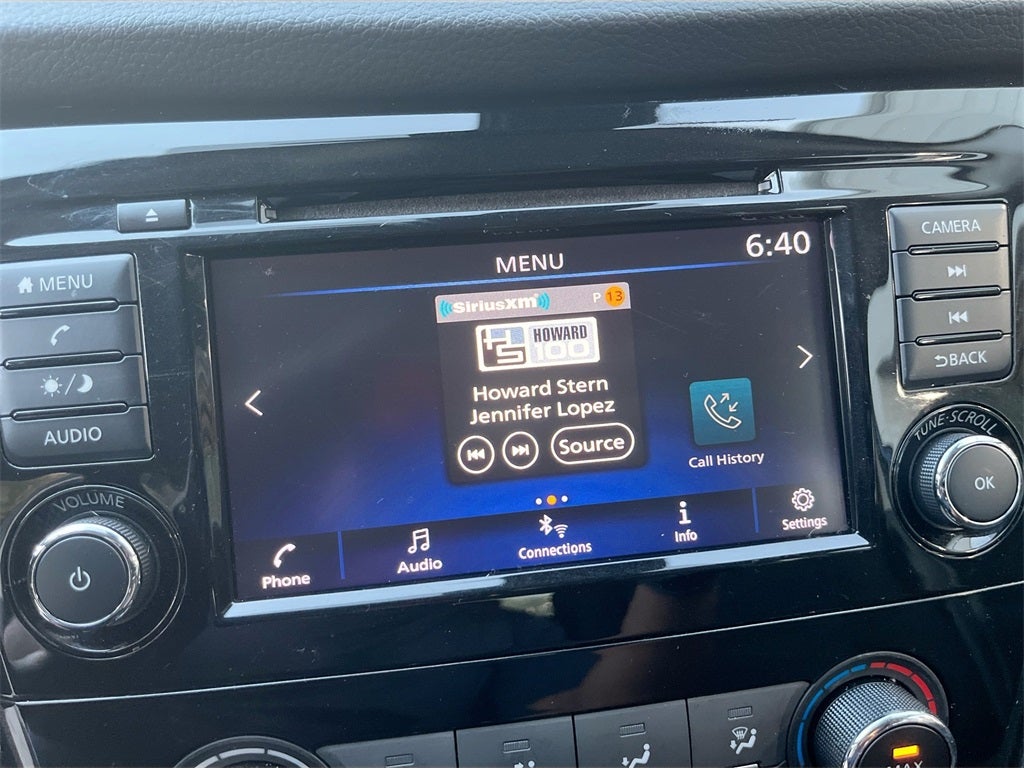 MENU
AUDIO
VOLUME
MENU
6:40
SiriusXM P 13
HOWARD
100
Howard Stern
Jennifer Lopez
Source
Call History
Phone
Audio
Connections
Info
Settings
CAMERA
BACK
TUNE·SCROLL
OK
MAX